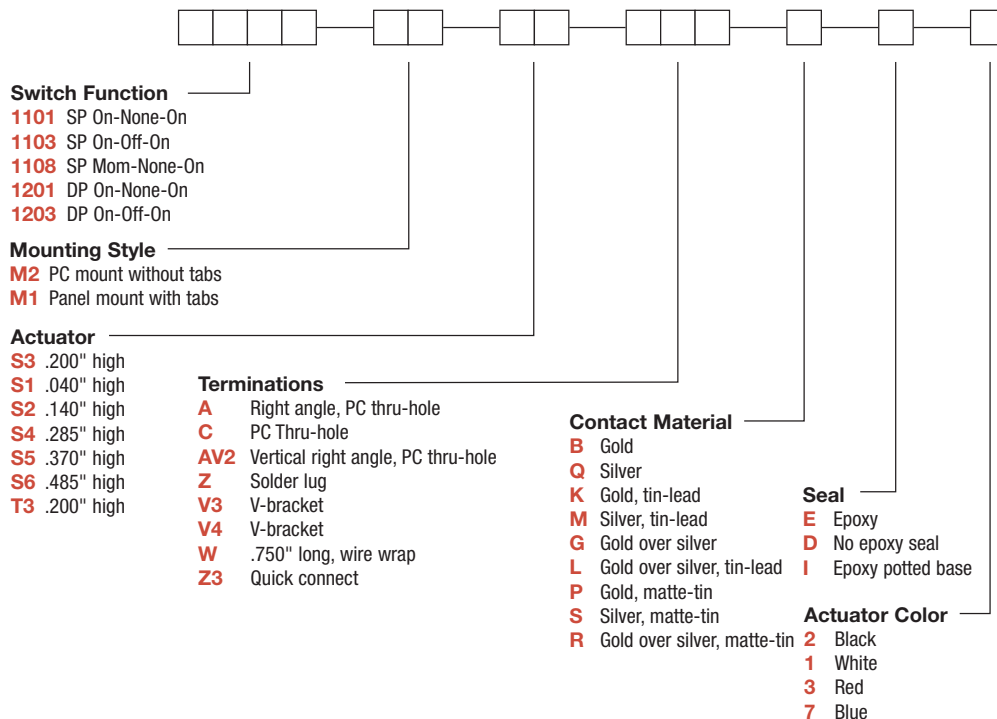 Switch Function
1101 SP On-None-On
1103 SP On-Off-On
1108 SP Mom-None-On
1201 DP On-None-On
1203 DP On-Off-On
Mounting Style
M2 PC mount without tabs
M1 Panel mount with tabs
Actuator
S3 .200" high
S1 .040" high
S2 .140" high
S4 .285" high
S5 .370" high
S6 .485" high
T3 .200" high
Terminations
A Right angle, PC thru-hole
C PC Thru-hole
AV2 Vertical right angle, PC thru-hole
Z Solder lug
V3 V-bracket
V4 V-bracket
W .750" long, wire wrap
Z3 Quick connect
Contact Material
B Gold
Q Silver
K Gold, tin-lead
M Silver, tin-lead
G Gold over silver
L Gold over silver, tin-lead
P Gold, matte-tin
S Silver, matte-tin
R Gold over silver, matte-tin
Seal
E Epoxy
D No epoxy seal
I Epoxy potted base
Actuator Color
2 Black
1 White
3 Red
7 Blue